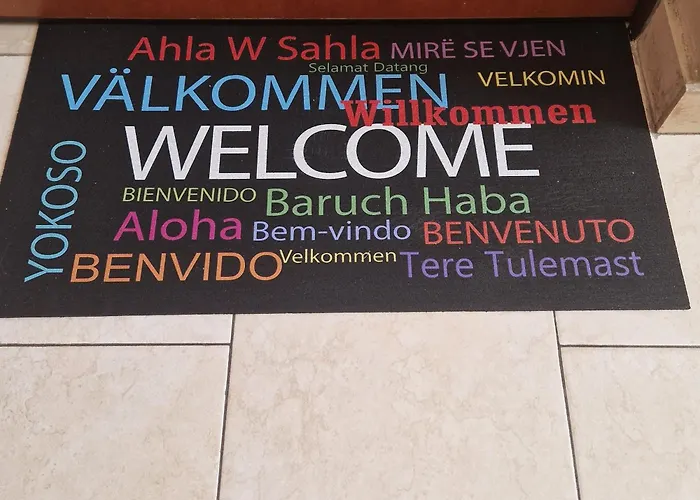 Ahla W Sahla
MIRË SE VJEN
Selamat Datang
VELKOMIN
VÄLKOMMEN
Willkommen
WELCOME
YOKOSO
BIENVENIDO
Baruch Haba
Aloha
Bem-vindo
BENVENUTO
BENVIDO
Velkommen
Tere Tulemast